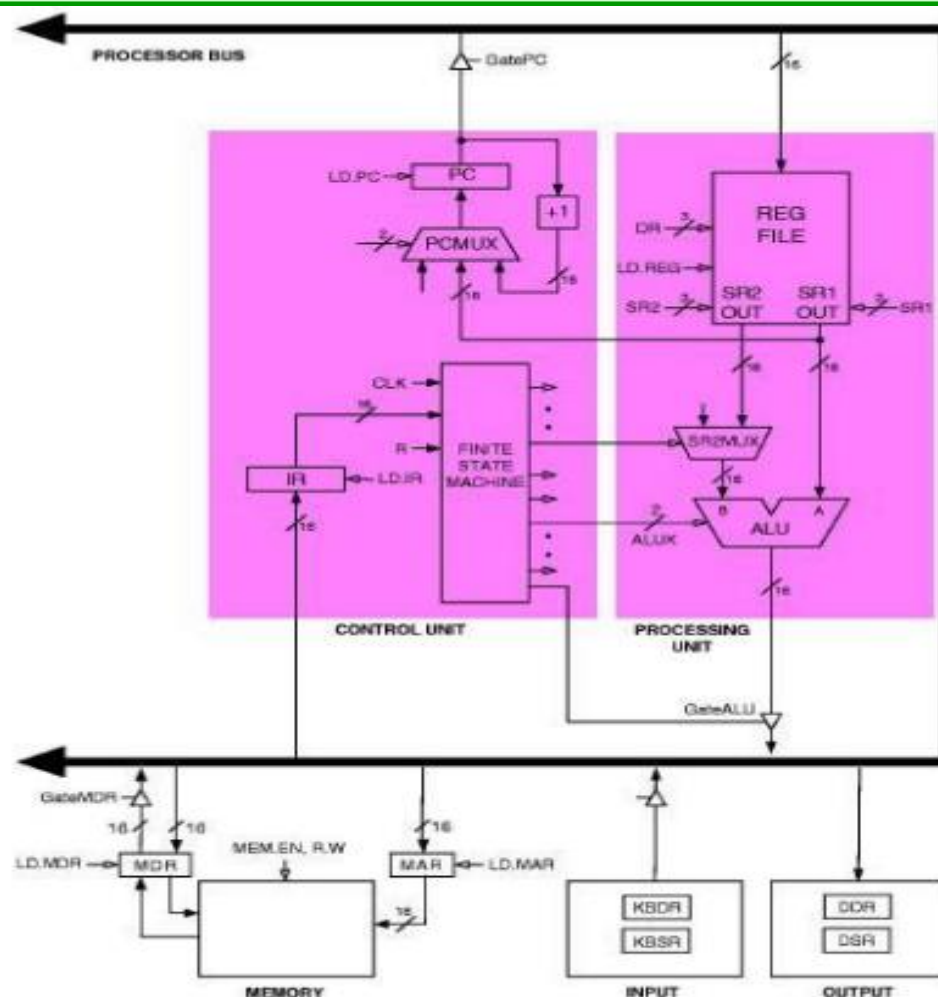 PROCESSOR BUS
GatePC
16
LD.PC
PC
+1
2
PCMUX
16
16
REG
FILE
DR
3
LD.REG
SR2
3
SR2
OUT
SR1
OUT
3
SR1
16
16
CLK
16
R
FINITE
STATE
MACHINE
IR
LD.IR
16
SR2MUX
16
B
A
ALU
2
ALUX
16
CONTROL UNIT
PROCESSING
UNIT
GateALU
GateMDR
16
16
16
LD.MDR
MDR
MEM.EN, R.W
MAR
LD.MAR
16
KBDR
KBSR
DDR
DSR
MEMORY
INPUT
OUTPUT